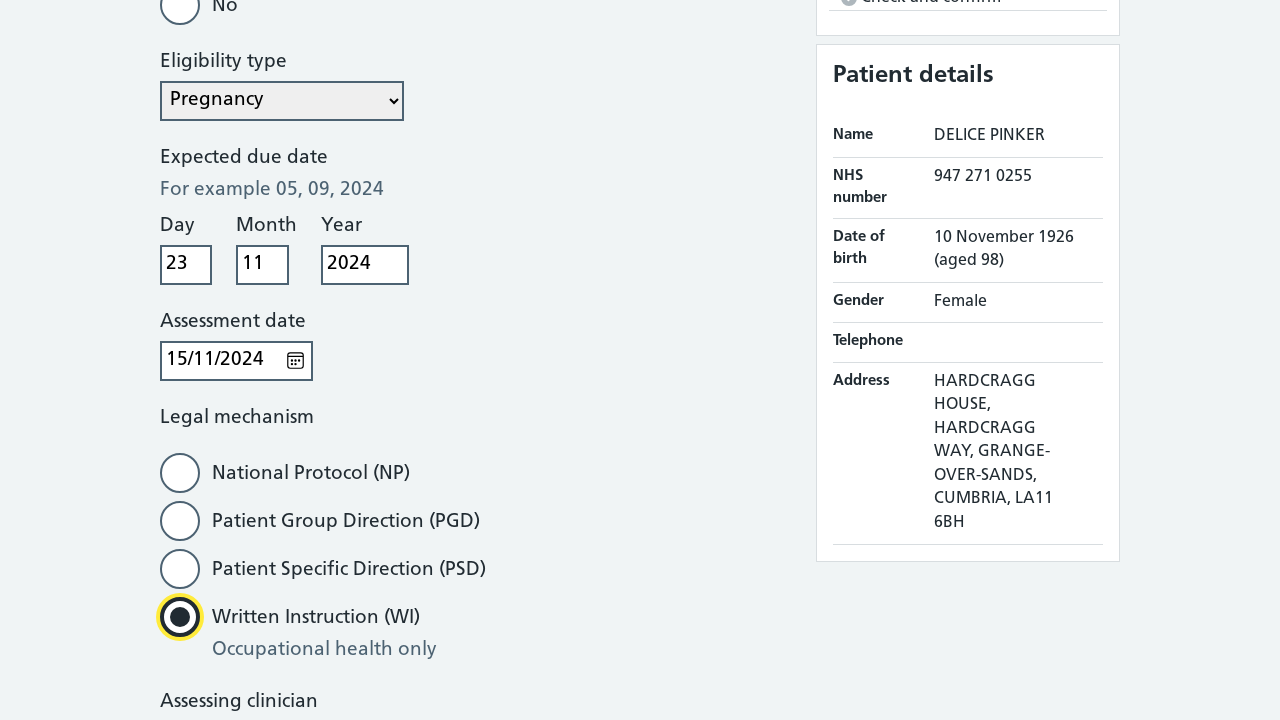 No
Eligibility type
Pregnancy
Expected due date
For example 05, 09, 2024
Day Month Year
23 11 2024
Assessment date
15/11/2024
Legal mechanism
National Protocol (NP)
Patient Group Direction (PGD)
Patient Specific Direction (PSD)
Written Instruction (WI)
Occupational health only
Assessing clinician
Check and confirm
Patient details
Name DELICE PINKER
NHS number 947 271 0255
Date of birth 10 November 1926
(aged 98)
Gender Female
Telephone
Address HARDCRAGG
HOUSE,
HARDCRAGG
WAY, GRANGE-
OVER-SANDS,
CUMBRIA, LA11
6BH